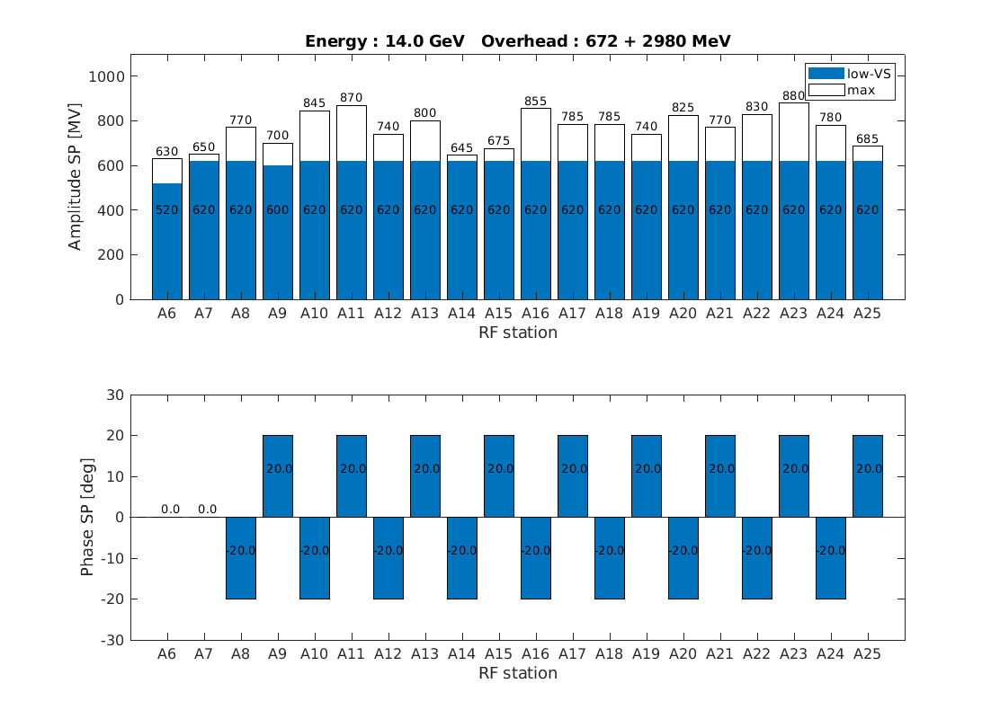 Energy : 14.0 GeV   Overhead : 672 + 2980 MeV
low-VS
max
Amplitude SP [MV]
1000
800
600
400
200
0
630 650 770 700 845 870 740 800 645 675 855 785 785 740 825 770 830 880 780 685
520 620 620 600 620 620 620 620 620 620 620 620 620 620 620 620 620 620 620 620
A6 A7 A8 A9 A10 A11 A12 A13 A14 A15 A16 A17 A18 A19 A20 A21 A22 A23 A24 A25
RF station
Phase SP [deg]
30
20
10
0
-10
-20
-30
0.0 0.0 -20.0 20.0 -20.0 20.0 -20.0 20.0 -20.0 20.0 -20.0 20.0 -20.0 20.0 -20.0 20.0 -20.0 20.0 -20.0 20.0
A6 A7 A8 A9 A10 A11 A12 A13 A14 A15 A16 A17 A18 A19 A20 A21 A22 A23 A24 A25
RF station